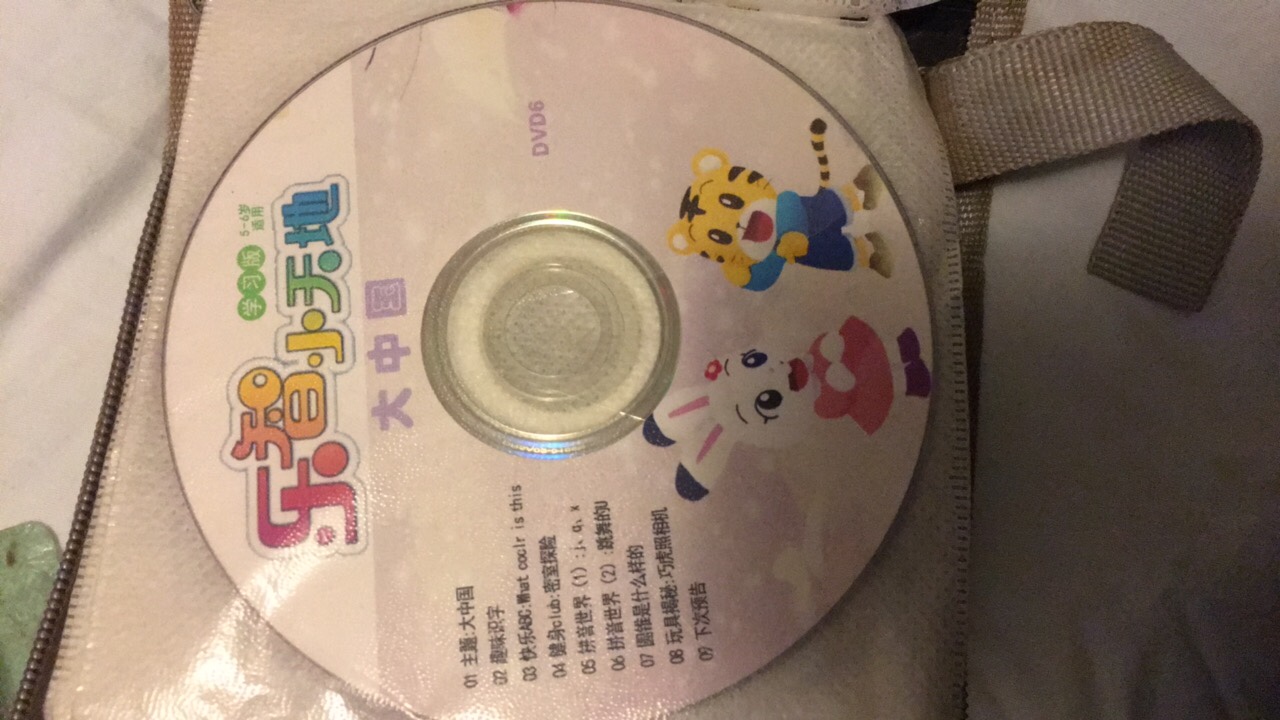 学习版
5-6岁
适用
乐智小天地
大中国
DVD6
01 主题:大中国
02 趣味识字
03 快乐ABC:What coolr is this
04 健身club:密室探险
05 拼音世界(1):j、q、x
06 拼音世界(2):跳舞的U
07 圆锥是什么样的
08 玩具揭秘:巧虎照相机
09 下次预告